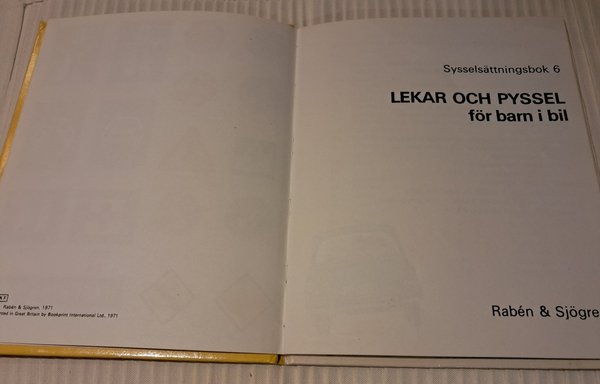 Rabén & Sjögren, 1971
in Great Britain by Bookprint International Ltd., 1971
Sysselsättningsbok 6
LEKAR OCH PYSSEL
för barn i bil
Rabén &